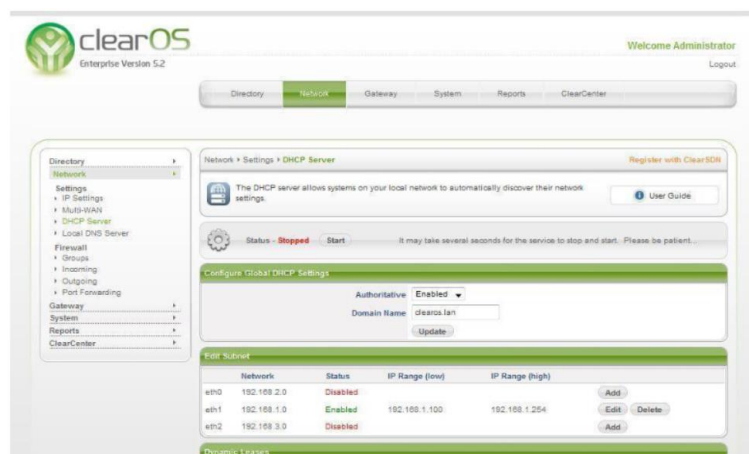 clearOS
Enterprise Version 5.2
Welcome Administrator
Logout
Directory Network Gateway System Reports ClearCenter
Directory
Network
Settings
IP Settings
Multi-WAN
DHCP Server
Local DNS Server
Firewall
Groups
Incoming
Outgoing
Port Forwarding
Gateway
System
Reports
ClearCenter
Network › Settings › DHCP Server Register with ClearSDN
The DHCP server allows systems on your local network to automatically discover their network
settings.
User Guide
Status - Stopped Start It may take several seconds for the service to stop and start. Please be patient...
Configure Global DHCP Settings
Authoritative Enabled
Domain Name clearos.lan
Update
Edit Subnet
Network Status IP Range (low) IP Range (high)
eth0 192.168.2.0 Disabled Add
eth1 192.168.1.0 Enabled 192.168.1.100 192.168.1.254 Edit Delete
eth2 192.168.3.0 Disabled Add
Dynamic Leases